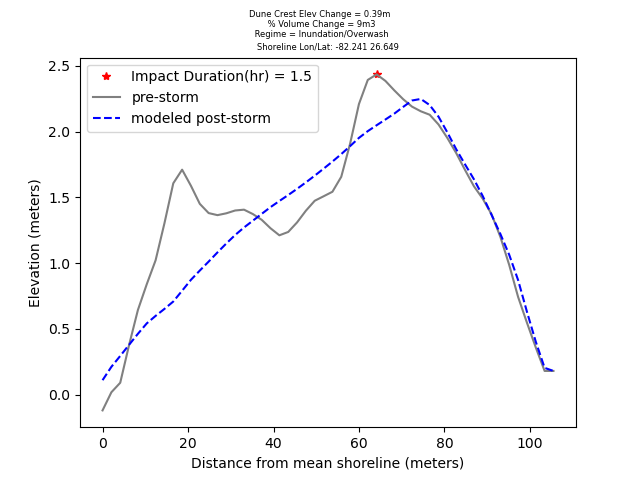 Dune Crest Elev Change = 0.39m
% Volume Change = 9m3
Regime = Inundation/Overwash
Shoreline Lon/Lat: -82.241 26.649
Impact Duration(hr) = 1.5
pre-storm
modeled post-storm
2.5
2.0
1.5
1.0
0.5
0.0
Elevation (meters)
0 20 40 60 80 100
Distance from mean shoreline (meters)